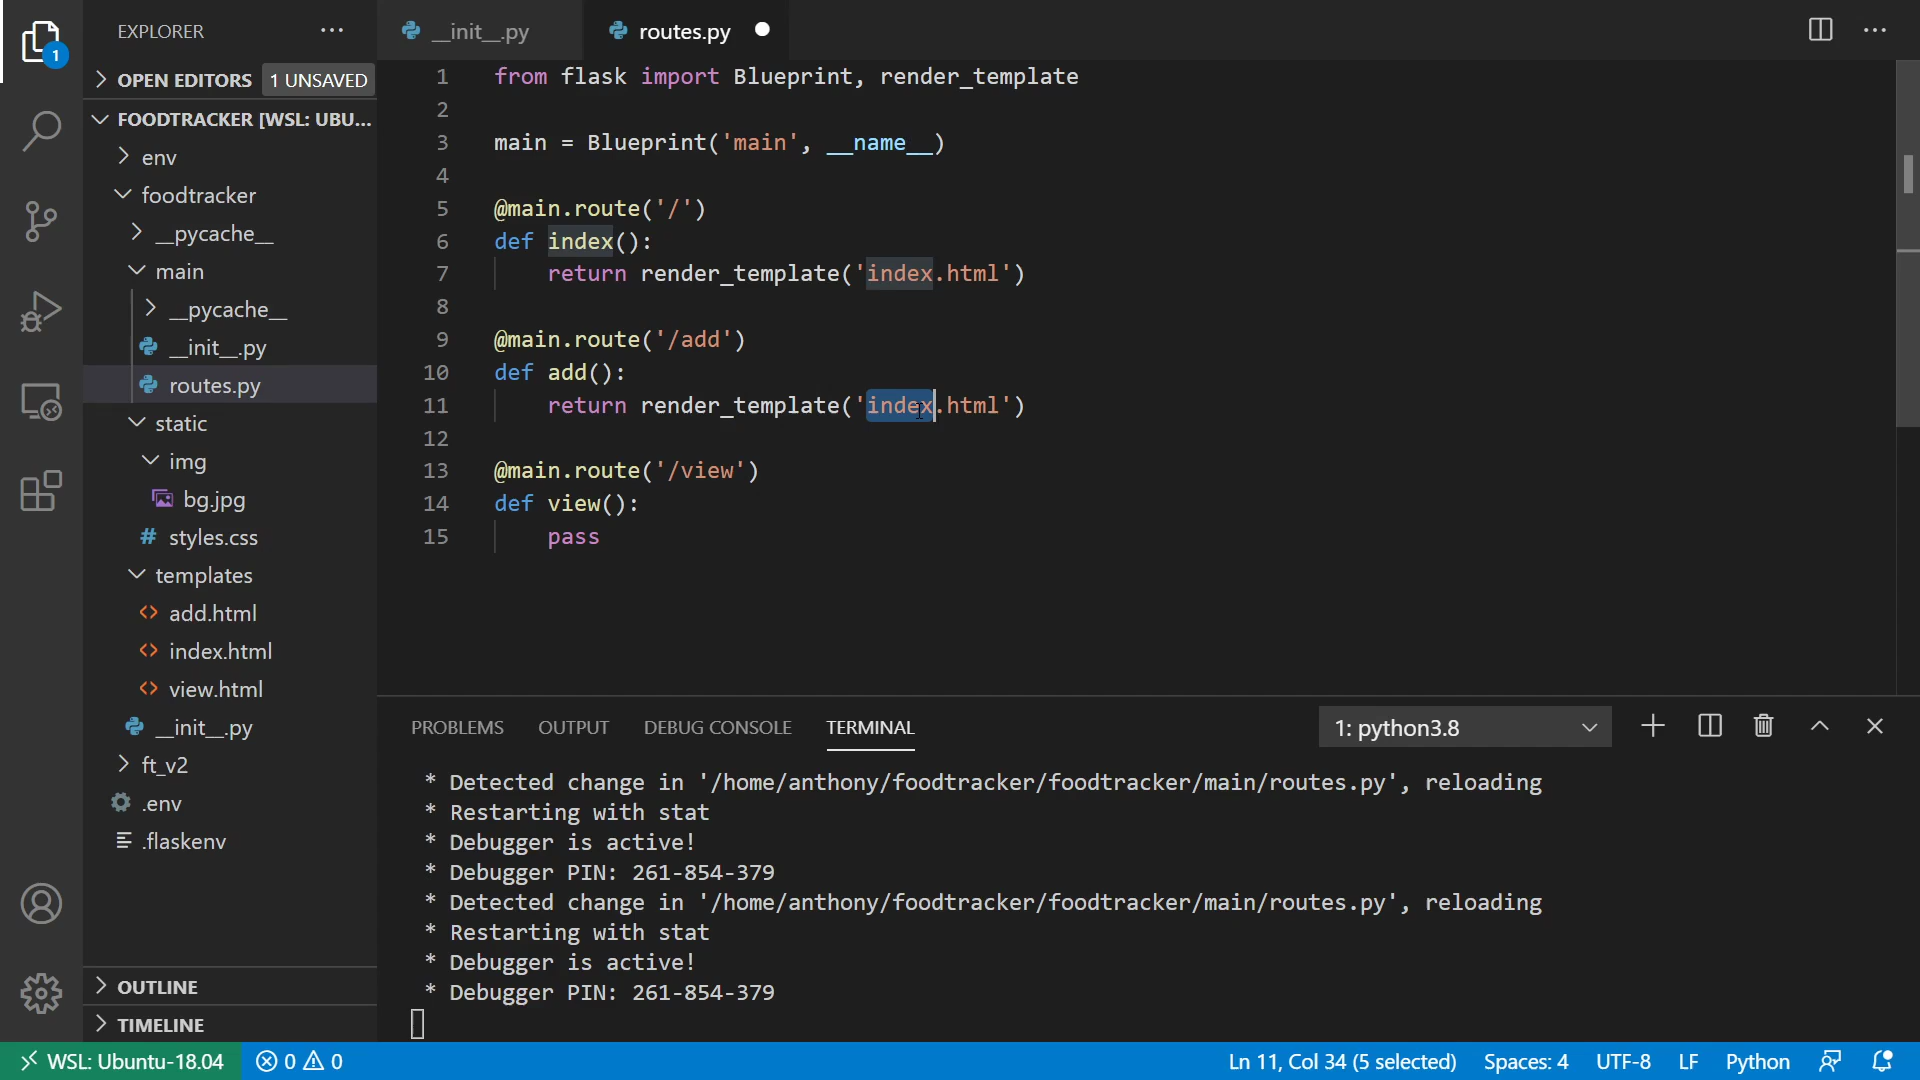 EXPLORER
1
OPEN EDITORS 1 UNSAVED
FOODTRACKER [WSL: UBU...
env
foodtracker
__pycache__
main
__pycache__
__init__.py
routes.py
static
img
bg.jpg
# styles.css
templates
<> add.html
<> index.html
<> view.html
__init__.py
ft_v2
.env
.flaskenv
OUTLINE
TIMELINE
__init__.py
routes.py
1 from flask import Blueprint, render_template
2
3 main = Blueprint('main', __name__)
4
5 @main.route('/')
6 def index():
7 return render_template('index.html')
8
9 @main.route('/add')
10 def add():
11 return render_template('index.html')
12
13 @main.route('/view')
14 def view():
15 pass
PROBLEMS OUTPUT DEBUG CONSOLE TERMINAL 1: python3.8
* Detected change in '/home/anthony/foodtracker/foodtracker/main/routes.py', reloading
* Restarting with stat
* Debugger is active!
* Debugger PIN: 261-854-379
* Detected change in '/home/anthony/foodtracker/foodtracker/main/routes.py', reloading
* Restarting with stat
* Debugger is active!
* Debugger PIN: 261-854-379
WSL: Ubuntu-18.04 0 0 Ln 11, Col 34 (5 selected) Spaces: 4 UTF-8 LF Python